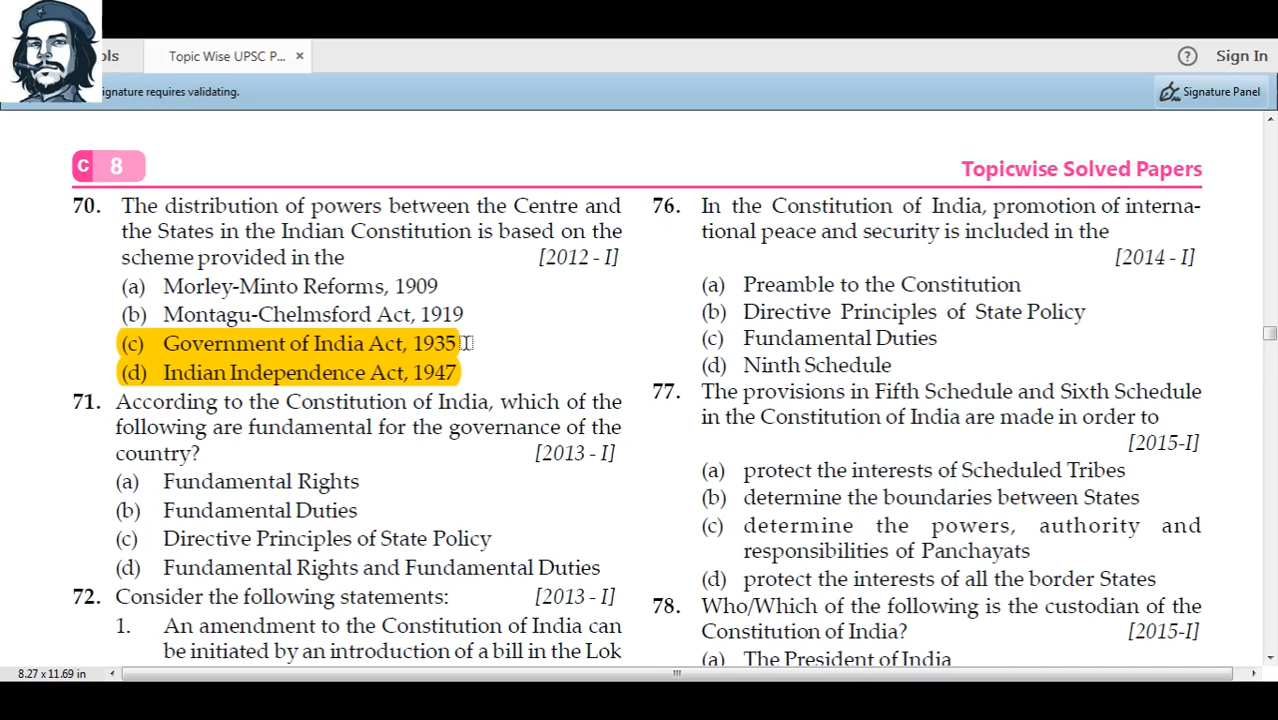 ols
Topic Wise UPSC P... ×
? Sign In
ignature requires validating.
Signature Panel
C 8
Topicwise Solved Papers
70. The distribution of powers between the Centre and
the States in the Indian Constitution is based on the
scheme provided in the [2012 - I]
(a) Morley-Minto Reforms, 1909
(b) Montagu-Chelmsford Act, 1919
(c) Government of India Act, 1935
(d) Indian Independence Act, 1947
71. According to the Constitution of India, which of the
following are fundamental for the governance of the
country? [2013 - I]
(a) Fundamental Rights
(b) Fundamental Duties
(c) Directive Principles of State Policy
(d) Fundamental Rights and Fundamental Duties
72. Consider the following statements: [2013 - I]
1. An amendment to the Constitution of India can
be initiated by an introduction of a bill in the Lok
76. In the Constitution of India, promotion of interna-
tional peace and security is included in the
[2014 - I]
(a) Preamble to the Constitution
(b) Directive Principles of State Policy
(c) Fundamental Duties
(d) Ninth Schedule
77. The provisions in Fifth Schedule and Sixth Schedule
in the Constitution of India are made in order to
[2015-I]
(a) protect the interests of Scheduled Tribes
(b) determine the boundaries between States
(c) determine the powers, authority and
responsibilities of Panchayats
(d) protect the interests of all the border States
78. Who/Which of the following is the custodian of the
Constitution of India? [2015-I]
(a) The President of India
8.27 x 11.69 in